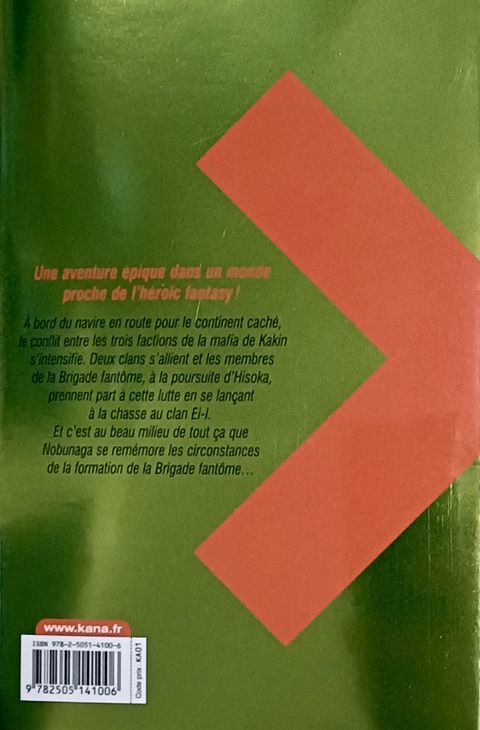 Une aventure épique dans un monde
proche de l'héroic fantasy !
À bord du navire en route pour le continent caché,
le conflit entre les trois factions de la mafia de Kakin
s'intensifie. Deux clans s'allient et les membres
de la Brigade fantôme, à la poursuite d'Hisoka,
prennent part à cette lutte en se lançant
à la chasse au clan Ei-I.
Et c'est au beau milieu de tout ça que
Nobunaga se remémore les circonstances
de la formation de la Brigade fantôme...
www.kana.fr
ISBN 978-2-5051-4100-6
9 782505 141006
Code prix KA01